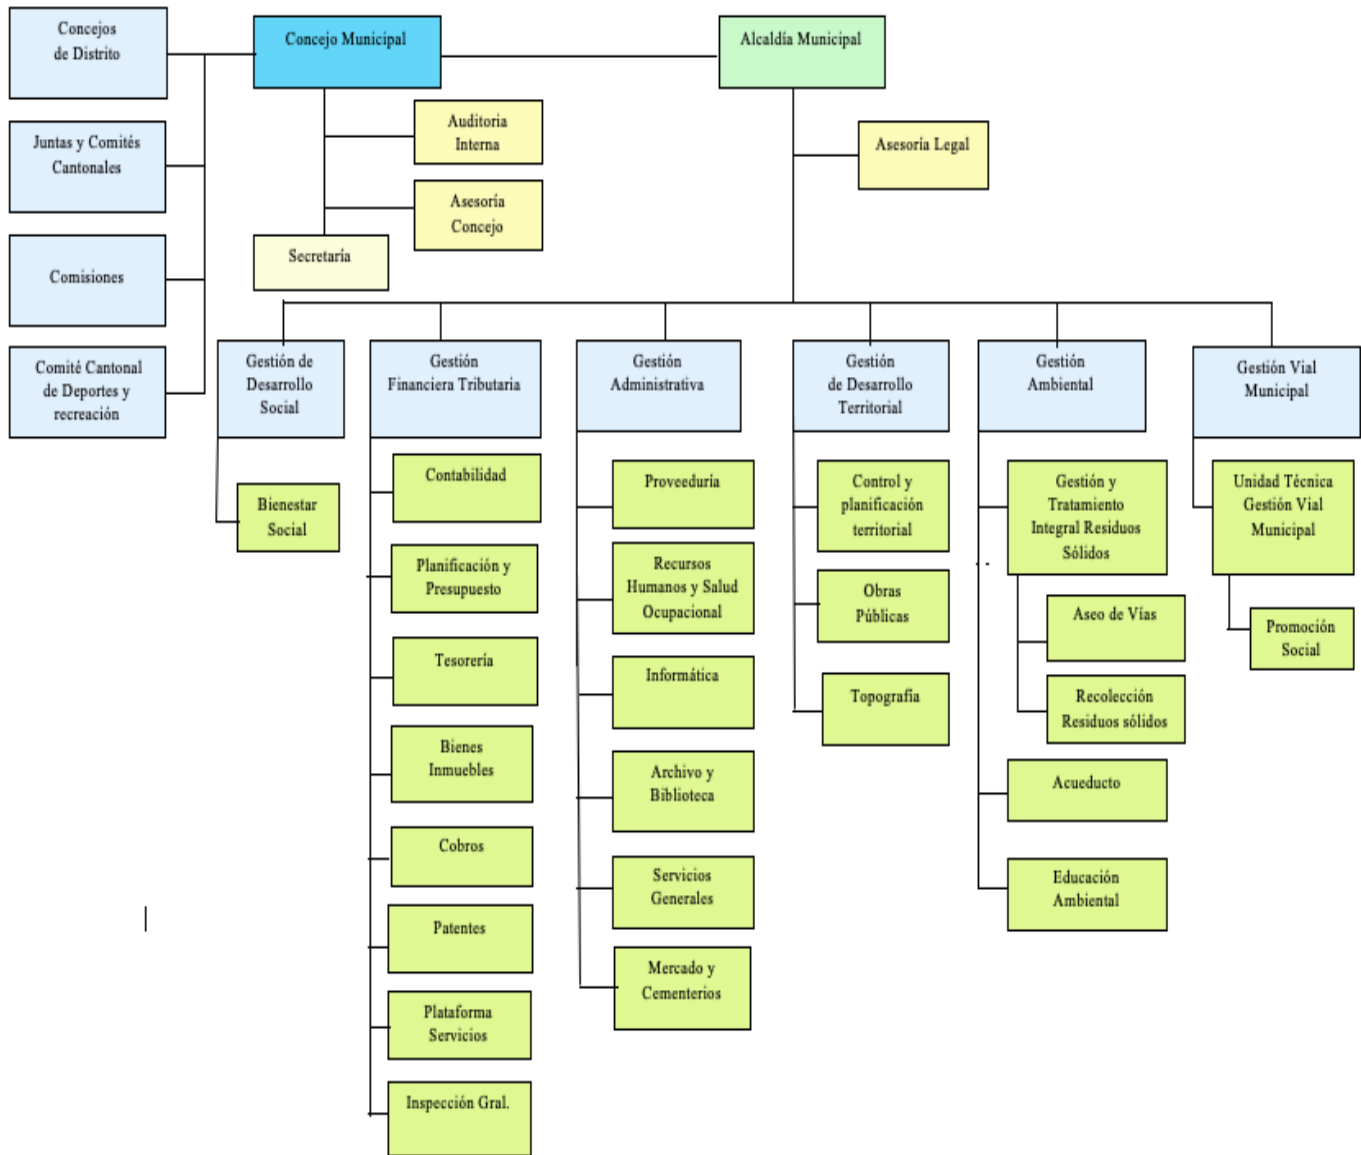 Concejos
de Distrito
Concejo Municipal
Alcaldía Municipal
Auditoria
Interna
Juntas y Comités
Cantonales
Asesoría Legal
Asesoría
Concejo
Secretaría
Comisiones
Comité Cantonal
de Deportes y
recreación
Gestión de
Desarrollo
Social
Gestión
Financiera Tributaria
Gestión
Administrativa
Gestión
de Desarrollo
Territorial
Gestión
Ambiental
Gestión Vial
Municipal
Bienestar
Social
Contabilidad
Planificación y
Presupuesto
Tesorería
Bienes
Inmuebles
Cobros
Patentes
Plataforma
Servicios
Inspección Gral.
Proveeduría
Recursos
Humanos y Salud
Ocupacional
Informática
Archivo y
Biblioteca
Servicios
Generales
Mercado y
Cementerios
Control y
planificación
territorial
Obras
Públicas
Topografía
Gestión y
Tratamiento
Integral Residuos
Sólidos
Aseo de Vías
Recolección
Residuos sólidos
Acueducto
Educación
Ambiental
Unidad Técnica
Gestión Vial
Municipal
Promoción
Social